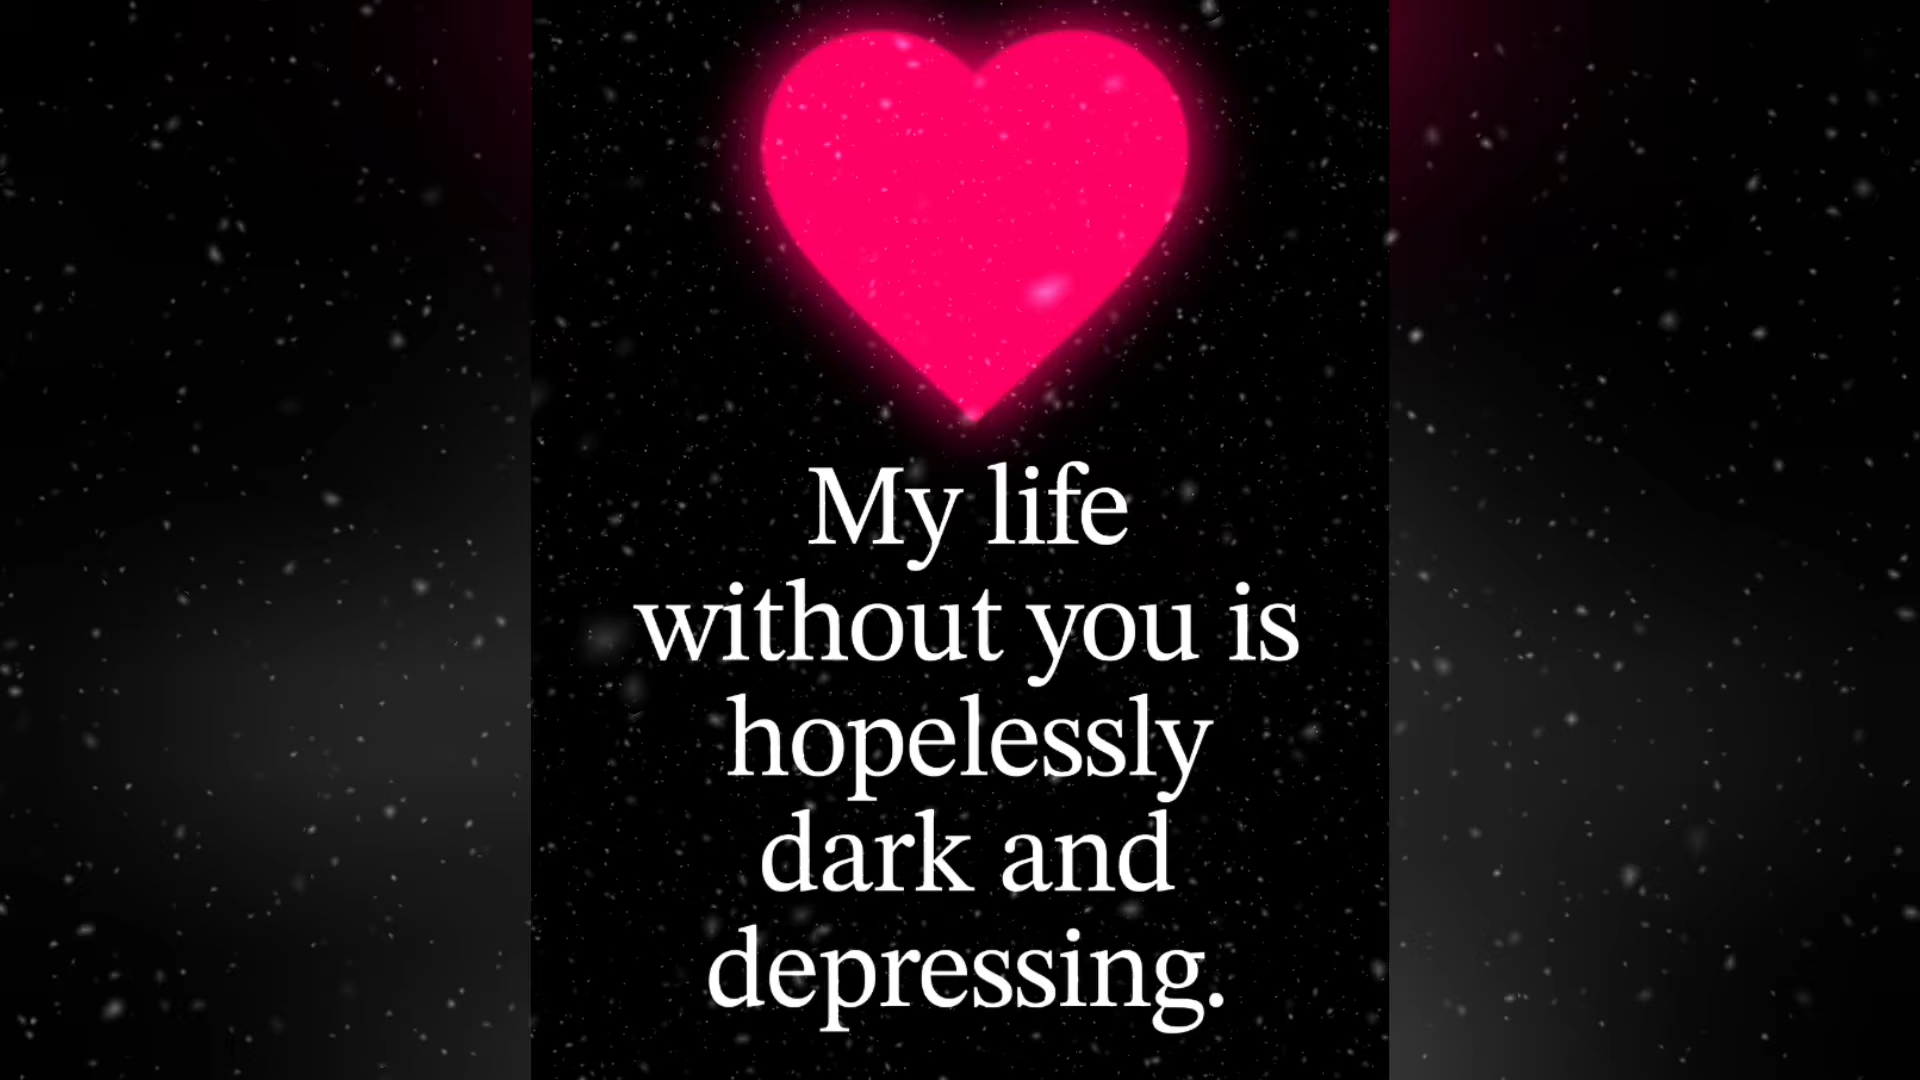 My life
without you is
hopelessly
dark and
depressing.